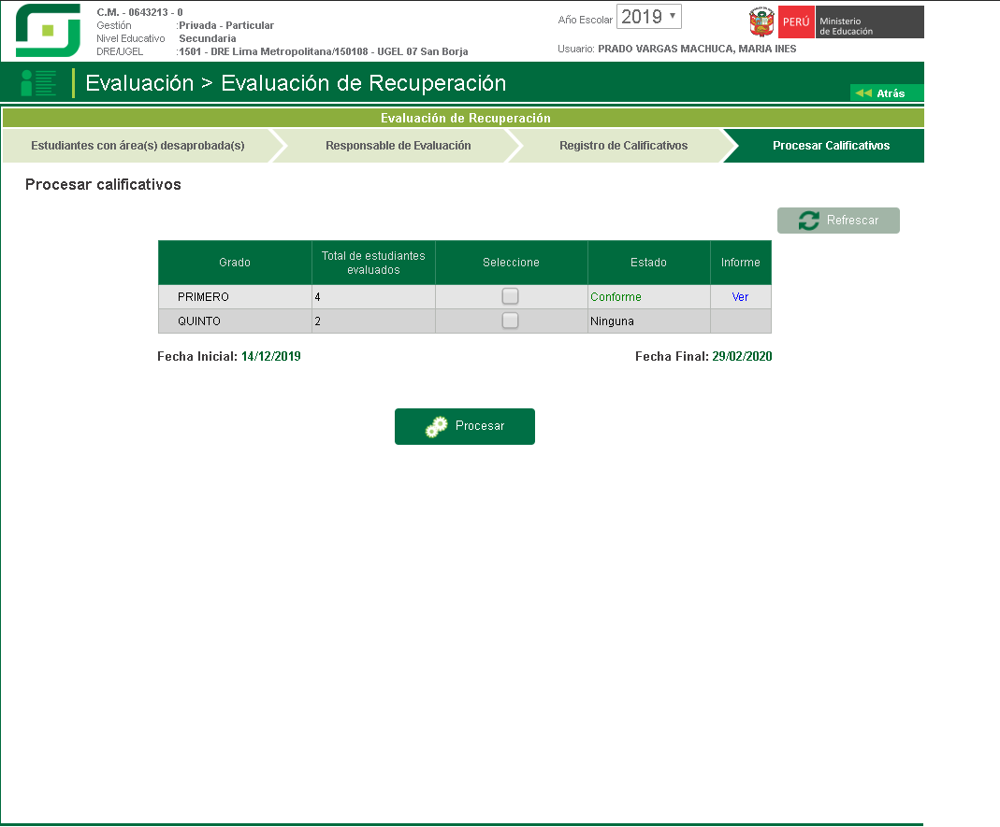 C.M. - 0643213 - 0
Gestión :Privada - Particular
Nivel Educativo Secundaria
DRE/UGEL :1501 - DRE Lima Metropolitana/150108 - UGEL 07 San Borja
Año Escolar 2019
Usuario: PRADO VARGAS MACHUCA, MARIA INES
PERÚ
Ministerio
de Educación
Evaluación > Evaluación de Recuperación
Atrás
Evaluación de Recuperación
Estudiantes con área(s) desaprobada(s) Responsable de Evaluación Registro de Calificativos Procesar Calificativos
Procesar calificativos
Refrescar
Grado Total de estudiantes evaluados Seleccione Estado Informe
PRIMERO 4 Conforme Ver
QUINTO 2 Ninguna
Fecha Inicial: 14/12/2019 Fecha Final: 29/02/2020
Procesar